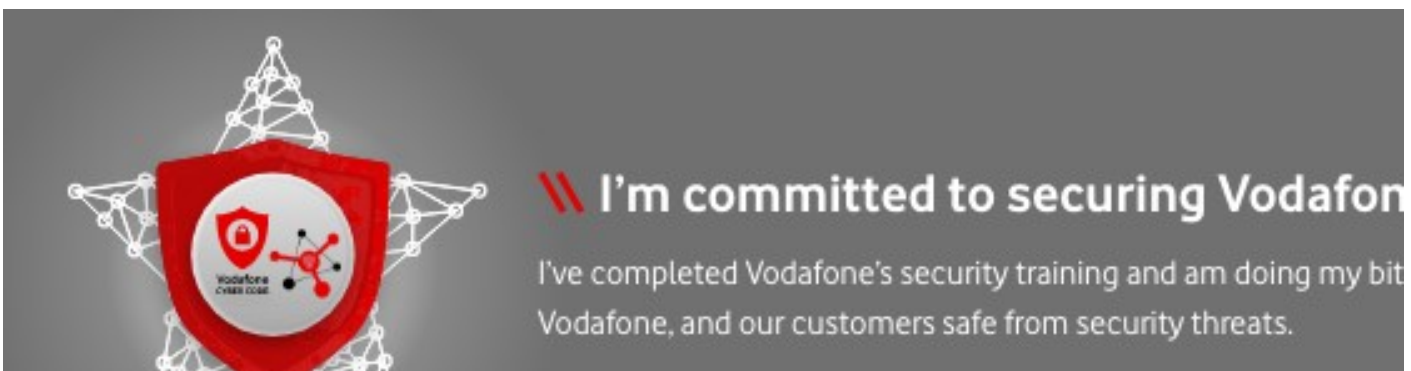 \\ I'm committed to securing Vodafon
I've completed Vodafone's security training and am doing my bit
Vodafone, and our customers safe from security threats.
Vodafone
CYBER CODE